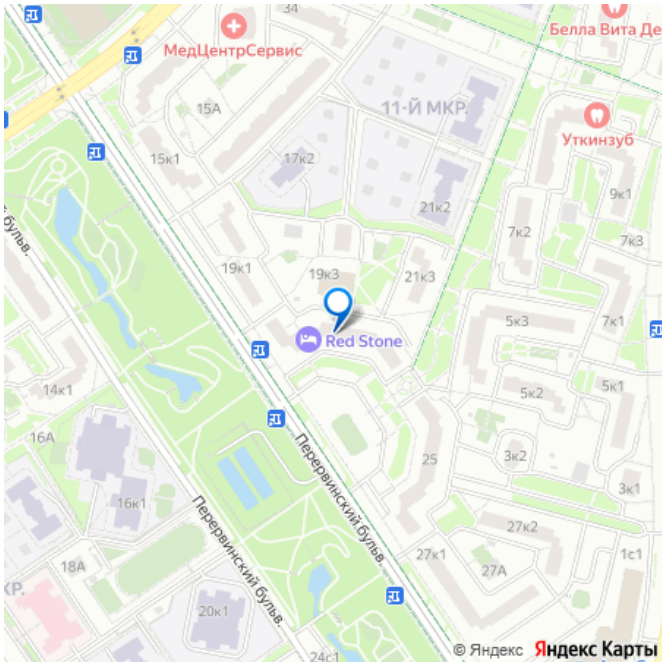 34
МедЦентрСервис
Белла Вита Де
15А
11-Й МКР.
Уткинзуб
15к1
17к2
9к1
21к2
7к2
7к3
бульв.
19к1
19к3
21к3
5к3
7к1
Red Stone
14к1
5к2
5к1
16А
Перервинский бульв.
25
3к2
3к1
16к1
Перервинский бульв.
27к2
27к1
1с1
18А
27А
КР.
20к1
24с1
© Яндекс Яндекс Карты